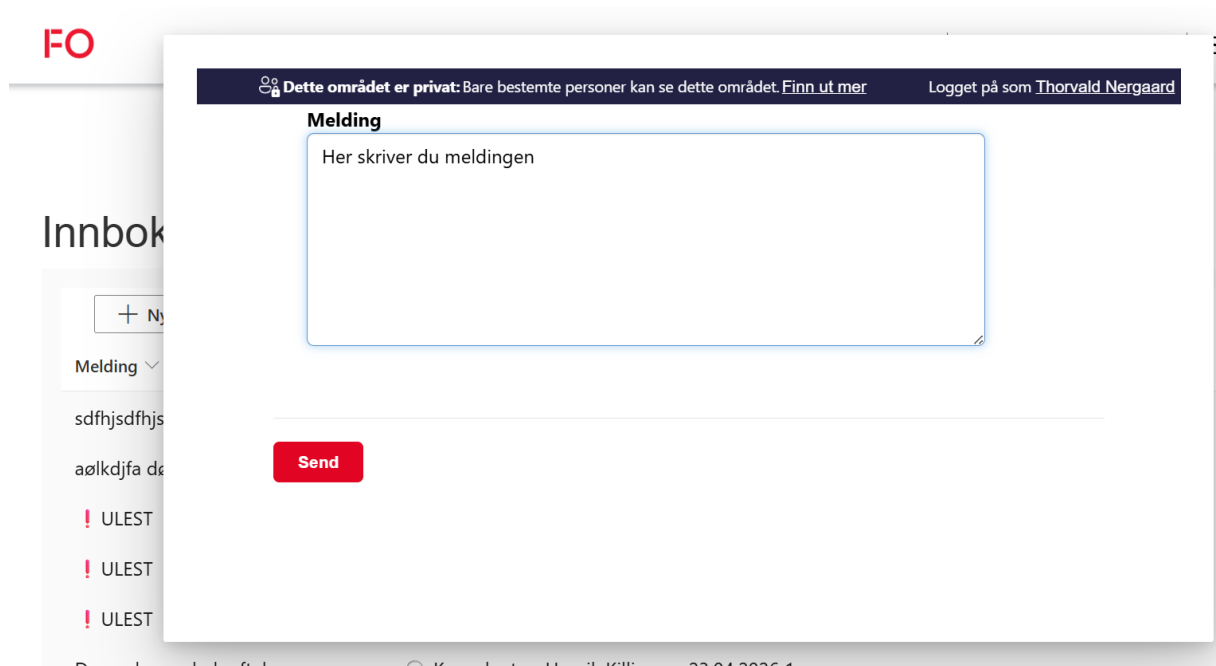 FO
Dette området er privat: Bare bestemte personer kan se dette området. Finn ut mer Logget på som Thorvald Nergaard
Melding
Her skriver du meldingen
Innbok
Ny
Melding
sdfhjsdfhjs
aølkdjfa dø
Send
❗ ULEST
❗ ULEST
❗ ULEST